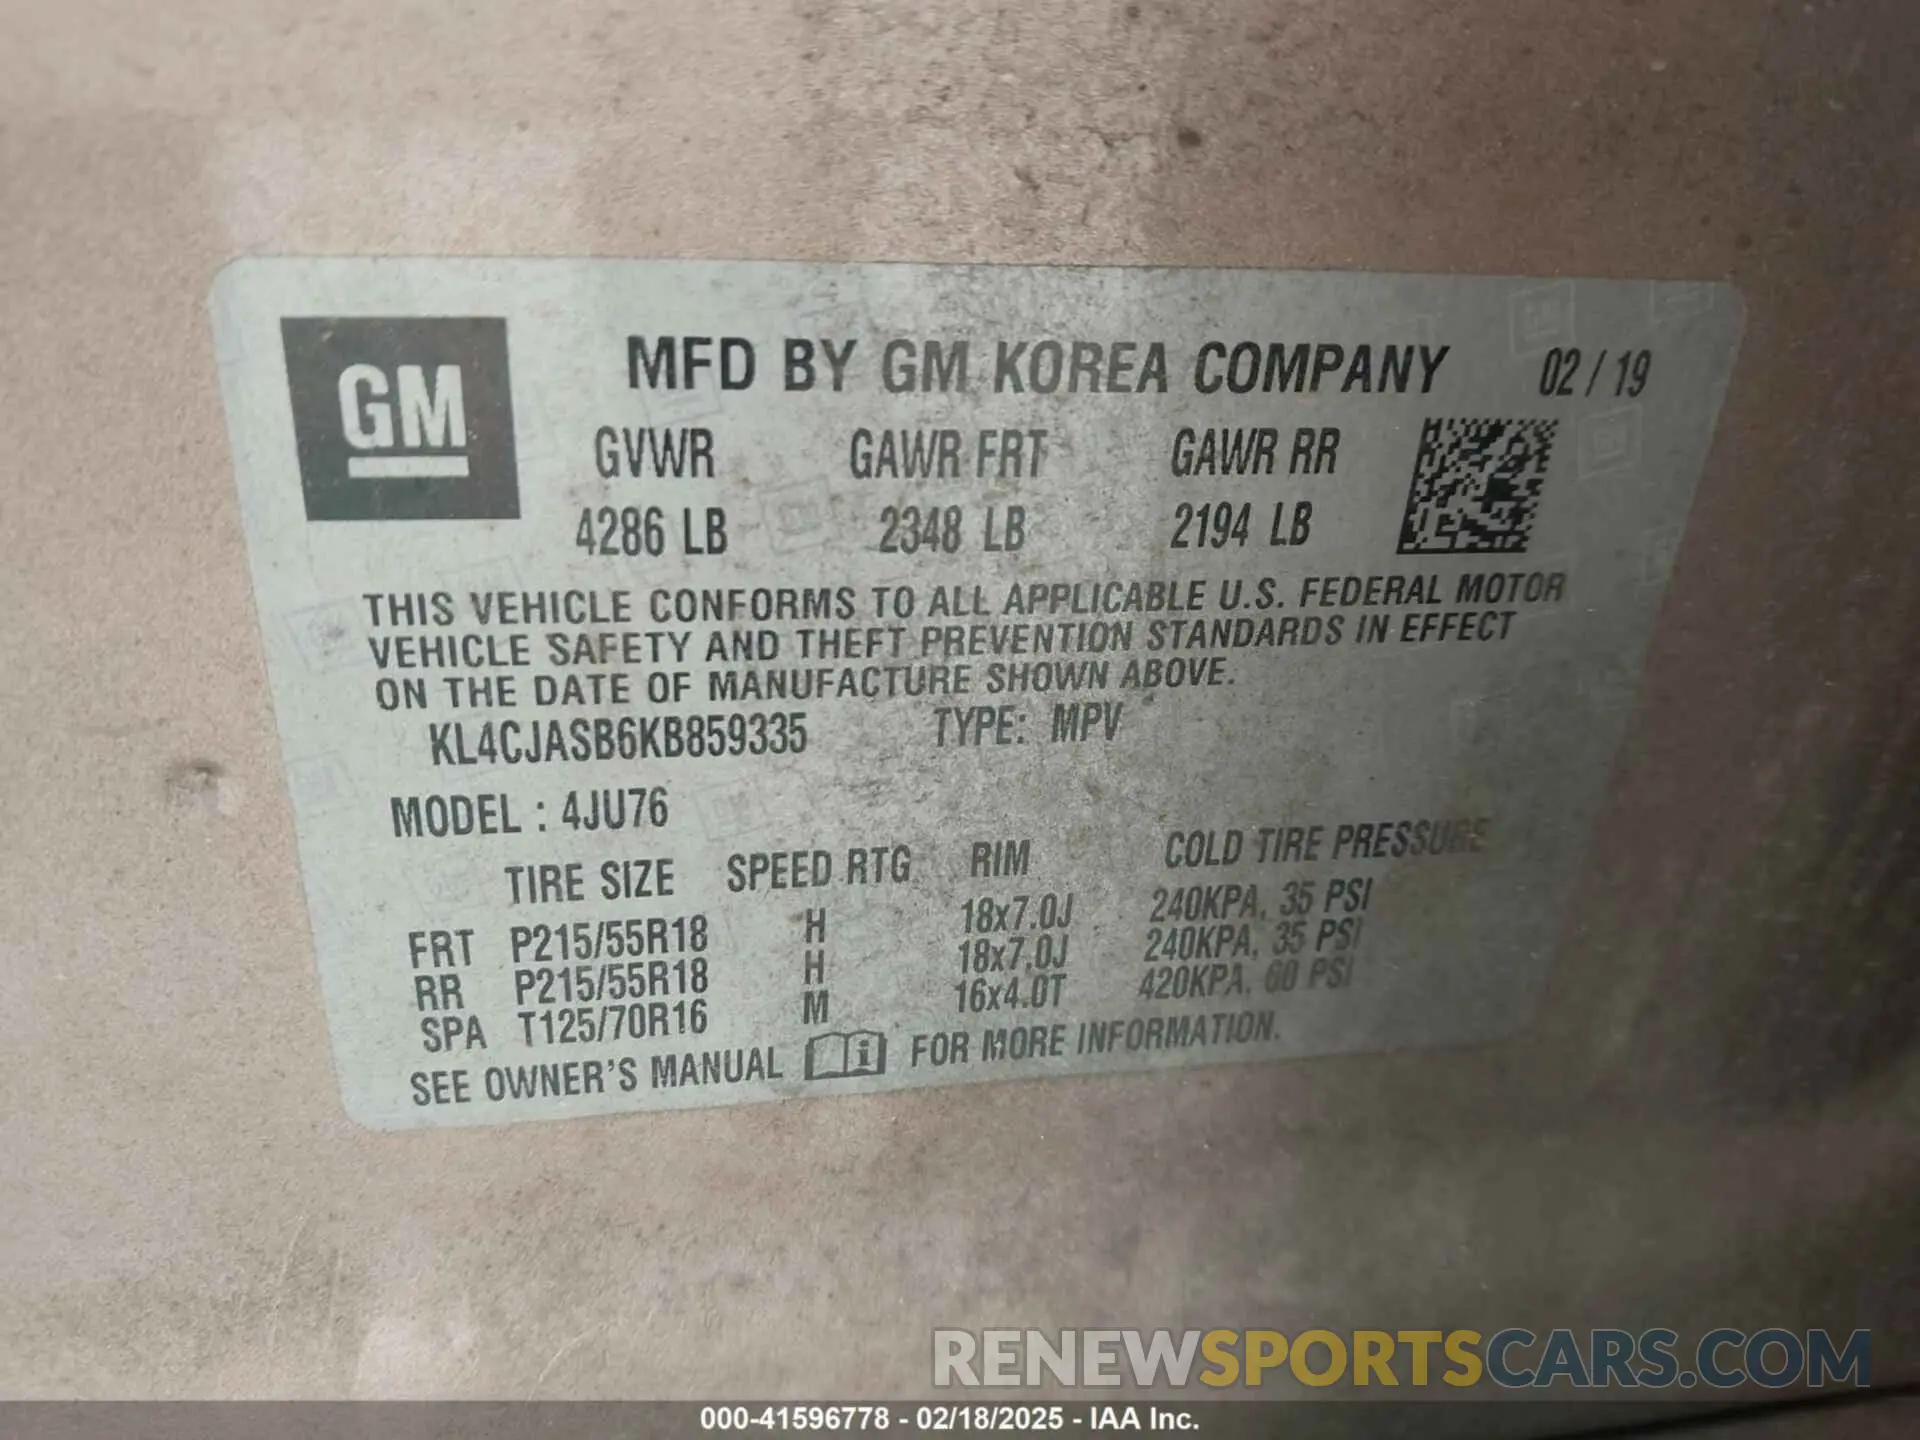 GM
MFD BY GM KOREA COMPANY 02 / 19
GVWR GAWR FRT GAWR RR
4286 LB 2348 LB 2194 LB
THIS VEHICLE CONFORMS TO ALL APPLICABLE U.S. FEDERAL MOTOR
VEHICLE SAFETY AND THEFT PREVENTION STANDARDS IN EFFECT
ON THE DATE OF MANUFACTURE SHOWN ABOVE.
KL4CJASB6KB859335 TYPE: MPV
MODEL : 4JU76
TIRE SIZE SPEED RTG RIM COLD TIRE PRESSURE
FRT P215/55R18 H 18x7.0J 240KPA, 35 PSI
RR P215/55R18 H 18x7.0J 240KPA, 35 PSI
SPA T125/70R16 M 16x4.0T 420KPA, 60 PSI
SEE OWNER'S MANUAL i FOR MORE INFORMATION.
RENEWSPORTSCARS.COM
000-41596778 - 02/18/2025 - IAA Inc.